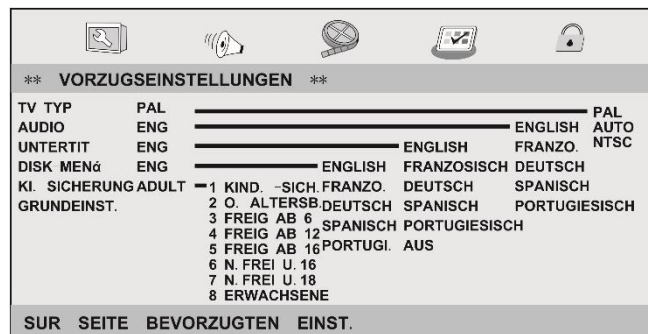 ** VORZUGSEINSTELLUNGEN **
TV TYP PAL PAL
AUDIO ENG ENGLISH AUTO
UNTERTIT ENG ENGLISH FRANZO. NTSC
DISK MENá ENG ENGLISH FRANZOSISCH DEUTSCH
KI. SICHERUNG ADULT 1 KIND. -SICH. FRANZO. DEUTSCH SPANISCH
GRUNDEINST. 2 O. ALTERSB. DEUTSCH SPANISCH PORTUGIESISCH
3 FREIG AB 6 SPANISCH PORTUGIESISCH
4 FREIG AB 12
5 FREIG AB 16 PORTUGI. AUS
6 N. FREI U. 16
7 N. FREI U. 18
8 ERWACHSENE
SUR SEITE BEVORZUGTEN EINST.